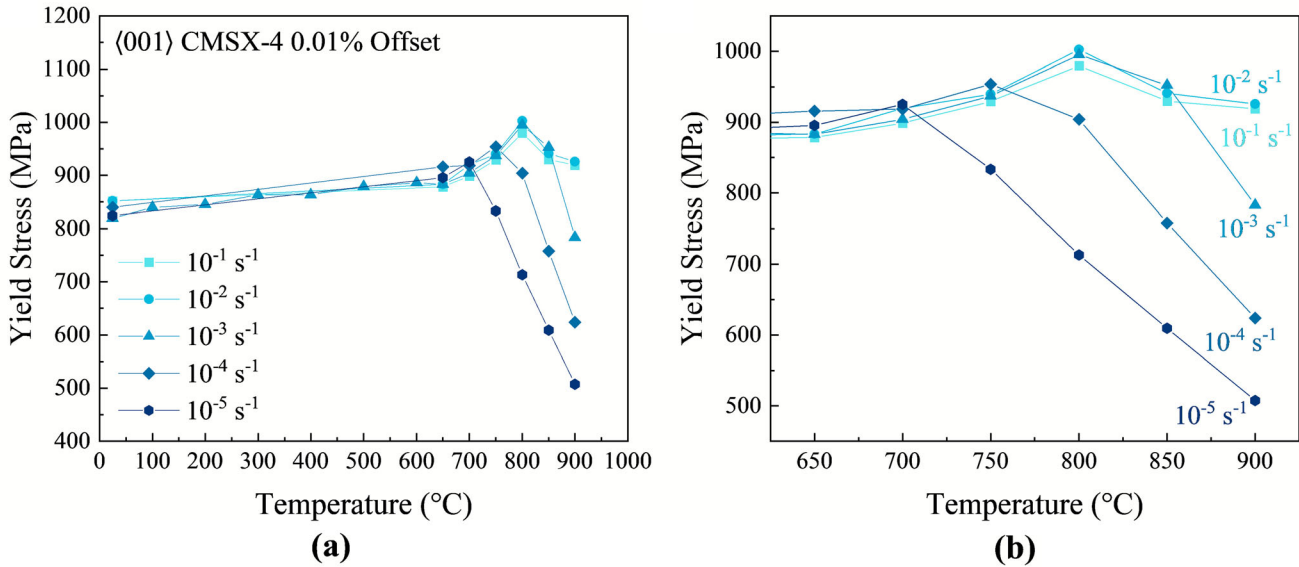 ⟨001⟩ CMSX-4 0.01% Offset
Yield Stress (MPa)
1200
1100
1000
900
800
700
600
500
400
10⁻¹ s⁻¹
10⁻² s⁻¹
10⁻³ s⁻¹
10⁻⁴ s⁻¹
10⁻⁵ s⁻¹
0 100 200 300 400 500 600 700 800 900 1000
Temperature (°C)
(a)
Yield Stress (MPa)
1000
900
800
700
600
500
10⁻² s⁻¹
10⁻¹ s⁻¹
10⁻³ s⁻¹
10⁻⁴ s⁻¹
10⁻⁵ s⁻¹
650 700 750 800 850 900
Temperature (°C)
(b)